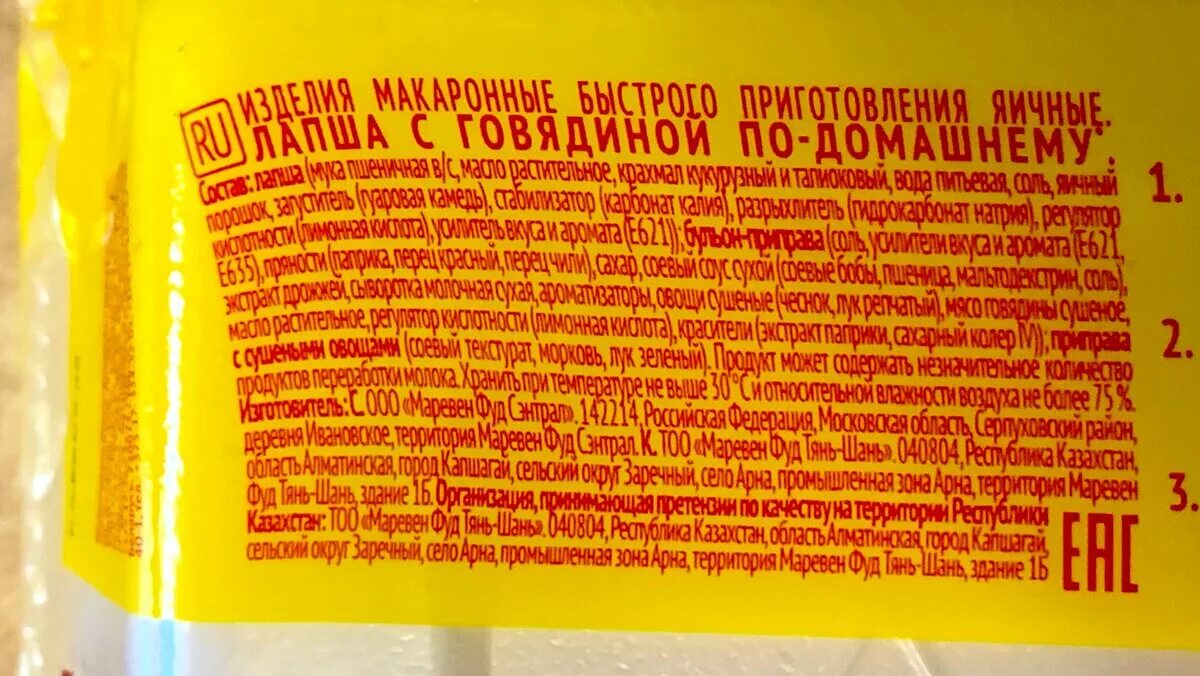 RU
ИЗДЕЛИЯ МАКАРОННЫЕ БЫСТРОГО ПРИГОТОВЛЕНИЯ ЯИЧНЫЕ.
ЛАПША С ГОВЯДИНОЙ ПО-ДОМАШНЕМУ*.
Состав: лапша (мука пшеничная в/с, масло растительное, крахмал кукурузный и тапиоковый, вода питьевая, соль, яичный
порошок, загуститель (гуаровая камедь), стабилизатор (карбонат калия), разрыхлитель (гидрокарбонат натрия), регулятор
кислотности (лимонная кислота), усилитель вкуса и аромата (Е621)); бульон-приправа (соль, усилители вкуса и аромата (Е621,
Е635), пряности (паприка, перец красный, перец чили), сахар, соевый соус сухой (соевые бобы, пшеница, мальтодекстрин, соль),
экстракт дрожжей, сыворотка молочная сухая, ароматизаторы, овощи сушеные (чеснок, лук репчатый), мясо говядины сушеное,
масло растительное, регулятор кислотности (лимонная кислота), красители (экстракт паприки, сахарный колер IV)); приправа
с сушеными овощами (соевый текстурат, морковь, лук зеленый). Продукт может содержать незначительное количество
продуктов переработки молока. Хранить при температуре не выше 30 °С и относительной влажности воздуха не более 75 %.
Изготовитель: С. ООО «Маревен Фуд Сэнтрал». 142214, Российская Федерация, Московская область, Серпуховский район,
деревня Ивановское, территория Маревен Фуд Сэнтрал. К. ТОО «Маревен Фуд Тянь-Шань». 040804, Республика Казахстан,
область Алматинская, город Капшагай, сельский округ Заречный, село Арна, промышленная зона Арна, территория Маревен
Фуд Тянь-Шань, здание 1Б. Организация, принимающая претензии по качеству на территории Республики
Казахстан: ТОО «Маревен Фуд Тянь-Шань». 040804, Республика Казахстан, область Алматинская, город Капшагай,
сельский округ Заречный, село Арна, промышленная зона Арна, территория Маревен Фуд Тянь-Шань, здание 1Б
ЕАС
1.
2.
3.